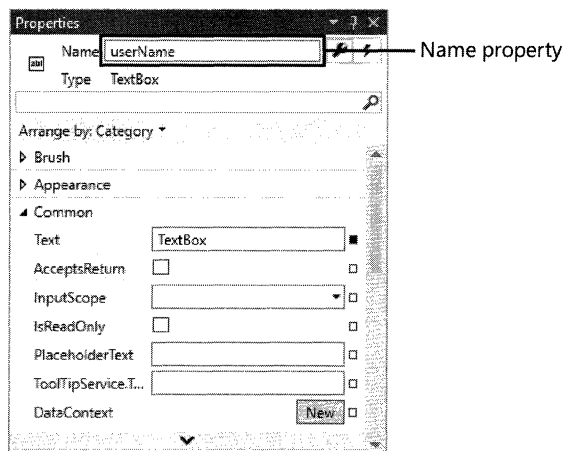 Properties
Name userName
Name property
Type TextBox
Arrange by: Category
Brush
Appearance
Common
Text TextBox
AcceptsReturn
InputScope
IsReadOnly
PlaceholderText
ToolTipService.T...
DataContext New